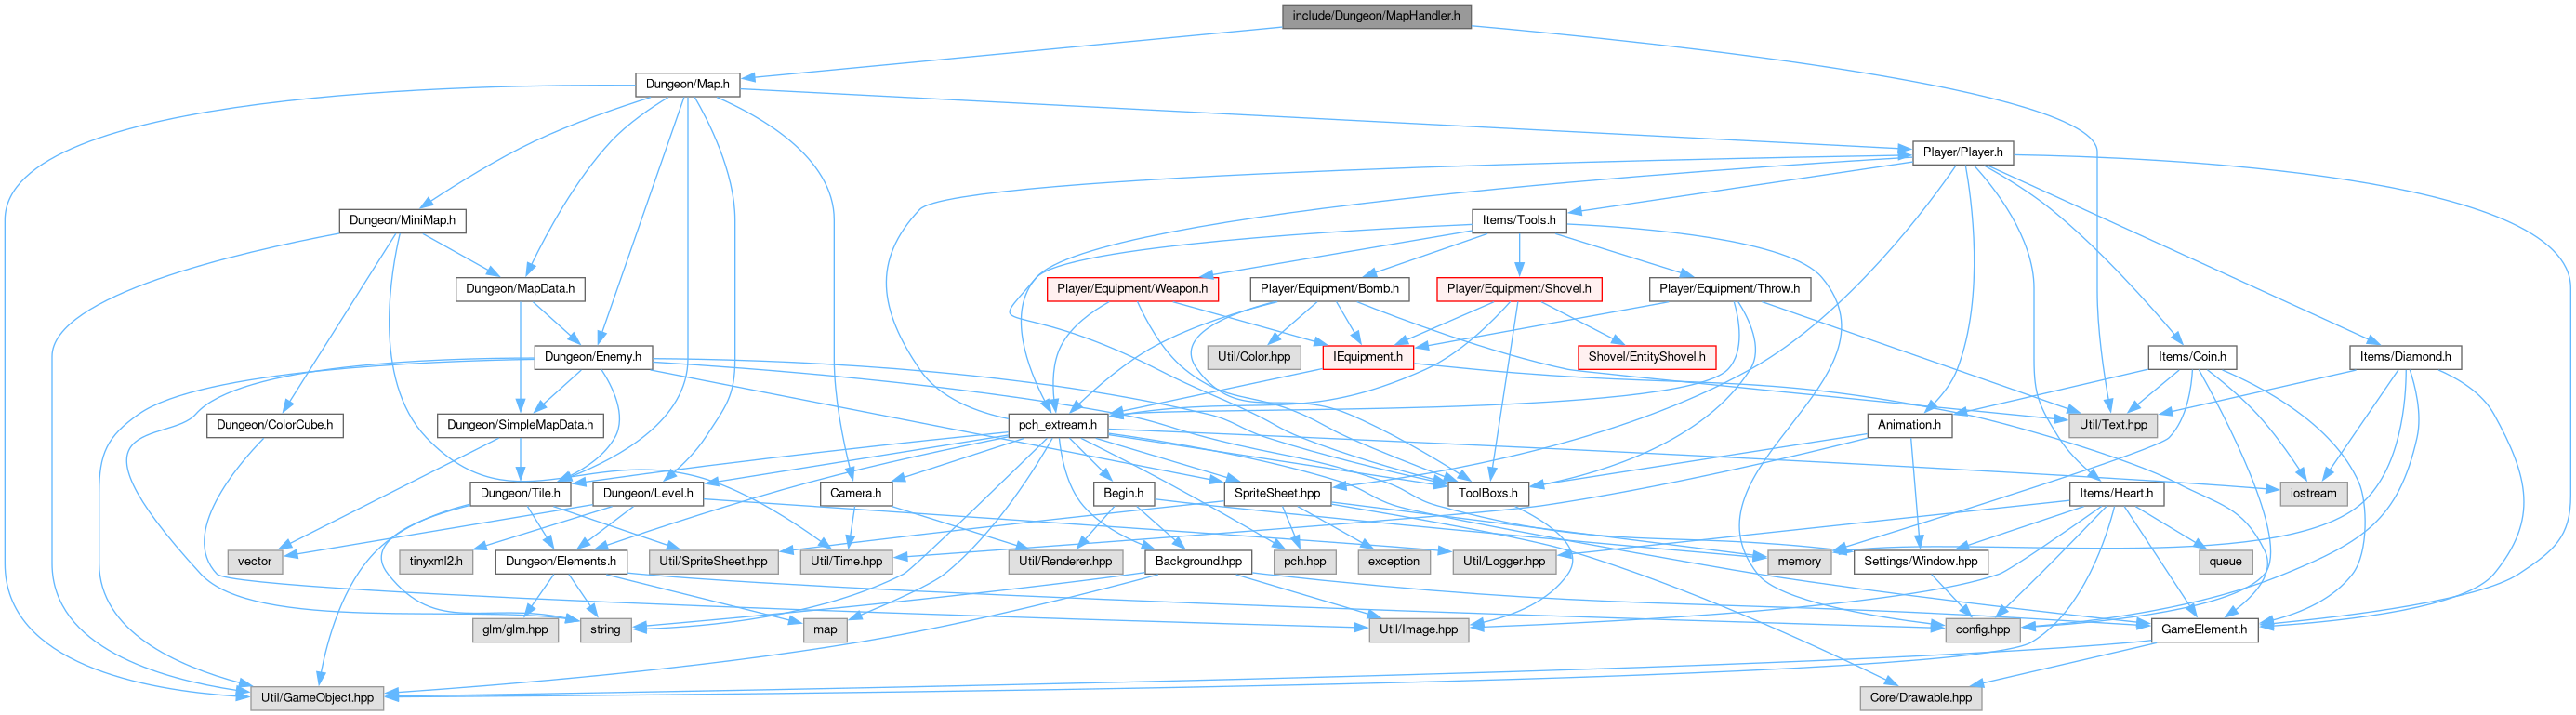 include/Dungeon/MapHandler.h
Dungeon/Map.h
Player/Player.h
Dungeon/MiniMap.h
Items/Tools.h
Dungeon/MapData.h
Player/Equipment/Weapon.h
Player/Equipment/Bomb.h
Player/Equipment/Shovel.h
Player/Equipment/Throw.h
Dungeon/Enemy.h
Util/Color.hpp
IEquipment.h
Shovel/EntityShovel.h
Items/Coin.h
Items/Diamond.h
Dungeon/ColorCube.h
Dungeon/SimpleMapData.h
pch_extream.h
Animation.h
Util/Text.hpp
Dungeon/Tile.h
Dungeon/Level.h
Camera.h
Begin.h
SpriteSheet.hpp
ToolBoxs.h
Items/Heart.h
iostream
vector
tinyxml2.h
Dungeon/Elements.h
Util/SpriteSheet.hpp
Util/Time.hpp
Util/Renderer.hpp
Background.hpp
pch.hpp
exception
Util/Logger.hpp
memory
Settings/Window.hpp
queue
glm/glm.hpp
string
Util/Image.hpp
map
config.hpp
GameElement.h
Util/GameObject.hpp
Core/Drawable.hpp